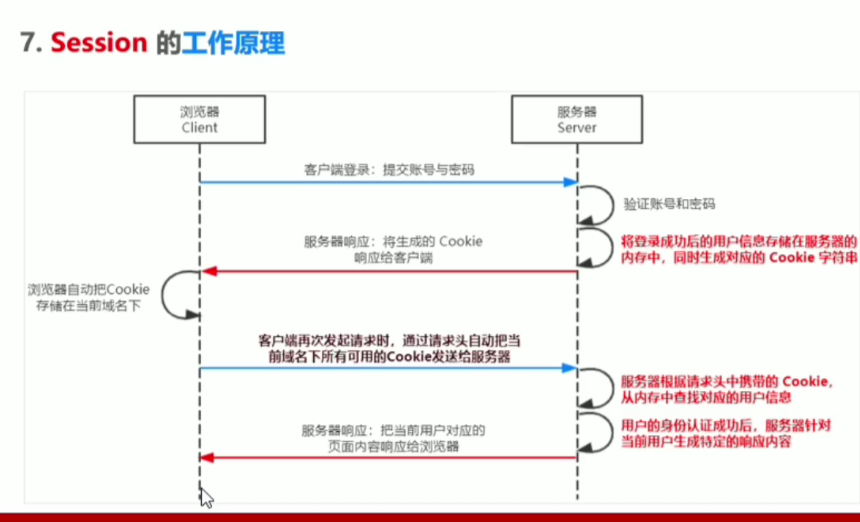 7. Session 的工作原理
浏览器
Client
服务器
Server
客户端登录：提交账号与密码
验证账号和密码
将登录成功后的用户信息存储在服务器的
内存中，同时生成对应的 Cookie 字符串
服务器响应：将生成的 Cookie
响应给客户端
浏览器自动把Cookie
存储在当前域名下
客户端再次发起请求时，通过请求头自动把当
前域名下所有可用的Cookie发送给服务器
服务器根据请求头中携带的 Cookie，
从内存中查找对应的用户信息
用户的身份认证成功后，服务器针对
当前用户生成特定的响应内容
服务器响应：把当前用户对应的
页面内容响应给浏览器